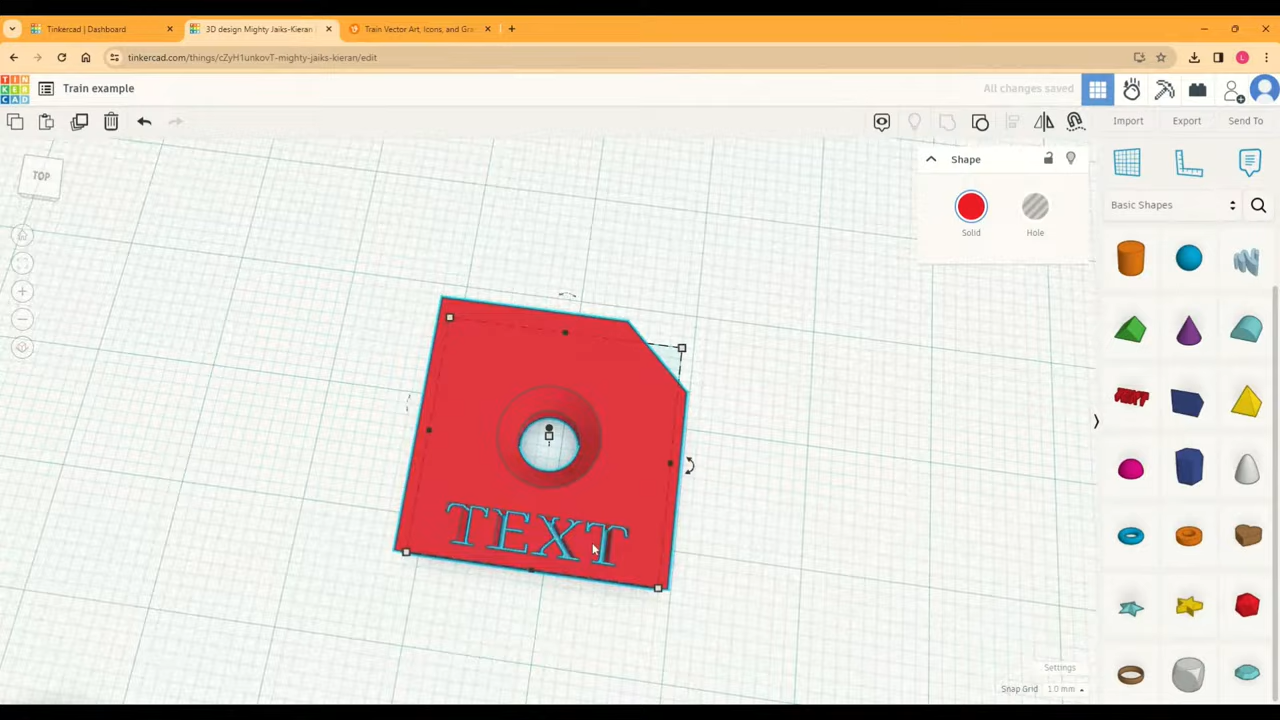 Tinkercad | Dashboard
3D design Mighty Jaiks-Kieran
Train Vector Art, Icons, and Gra
tinkercad.com/things/cZyH1unkovT-mighty-jaiks-kieran/edit
L
TIN
KER
CAD
Train example
All changes saved
Import
Export
Send To
TOP
Shape
Solid
Hole
Basic Shapes
TEXT
TEXT
Settings
Snap Grid 1.0 mm